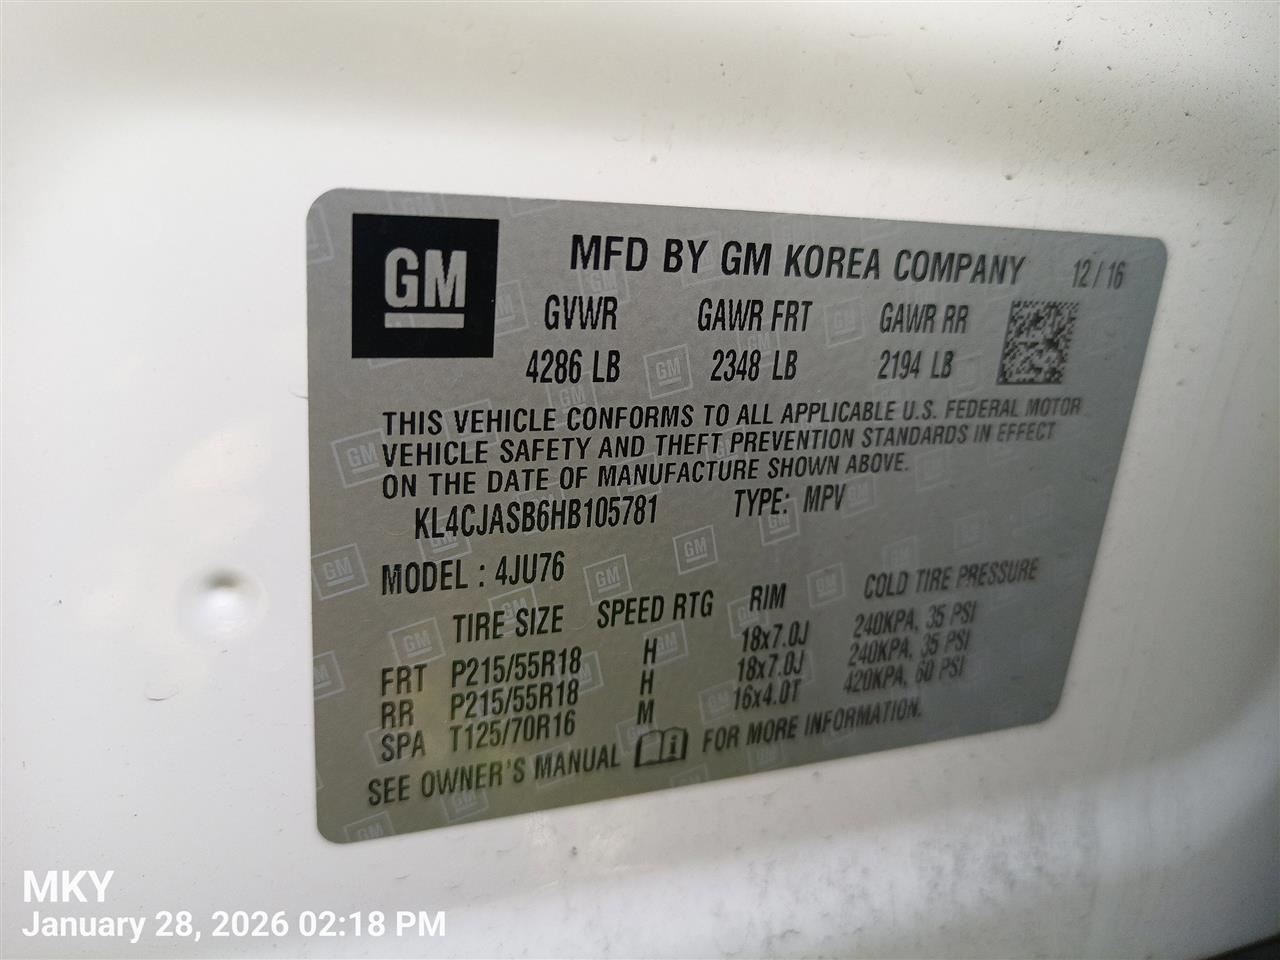 GM
MFD BY GM KOREA COMPANY 12/16
GVWR GAWR FRT GAWR RR
4286 LB 2348 LB 2194 LB
THIS VEHICLE CONFORMS TO ALL APPLICABLE U.S. FEDERAL MOTOR
VEHICLE SAFETY AND THEFT PREVENTION STANDARDS IN EFFECT
ON THE DATE OF MANUFACTURE SHOWN ABOVE.
KL4CJASB6HB105781 TYPE: MPV
MODEL : 4JU76
TIRE SIZE SPEED RTG RIM COLD TIRE PRESSURE
FRT P215/55R18 H 18x7.0J 240KPA, 35 PSI
RR P215/55R18 H 18x7.0J 240KPA, 35 PSI
SPA T125/70R16 M 16x4.0T 420KPA, 60 PSI
SEE OWNER'S MANUAL FOR MORE INFORMATION.
MKY
January 28, 2026 02:18 PM